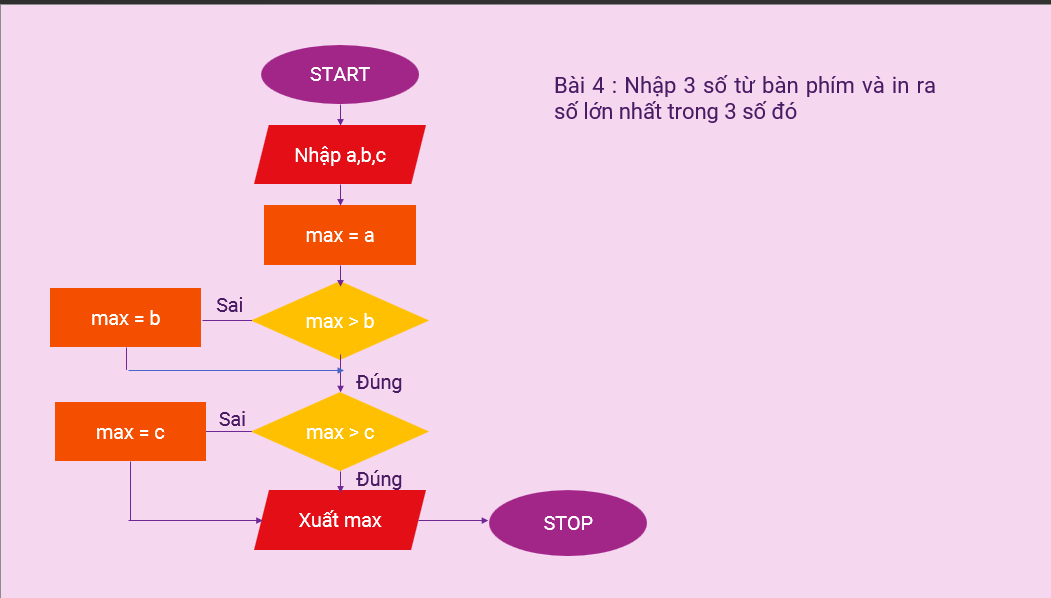 START
Bài 4 : Nhập 3 số từ bàn phím và in ra
số lớn nhất trong 3 số đó
Nhập a,b,c
max = a
Sai
max = b
max > b
Đúng
Sai
max = c
max > c
Đúng
Xuất max
STOP